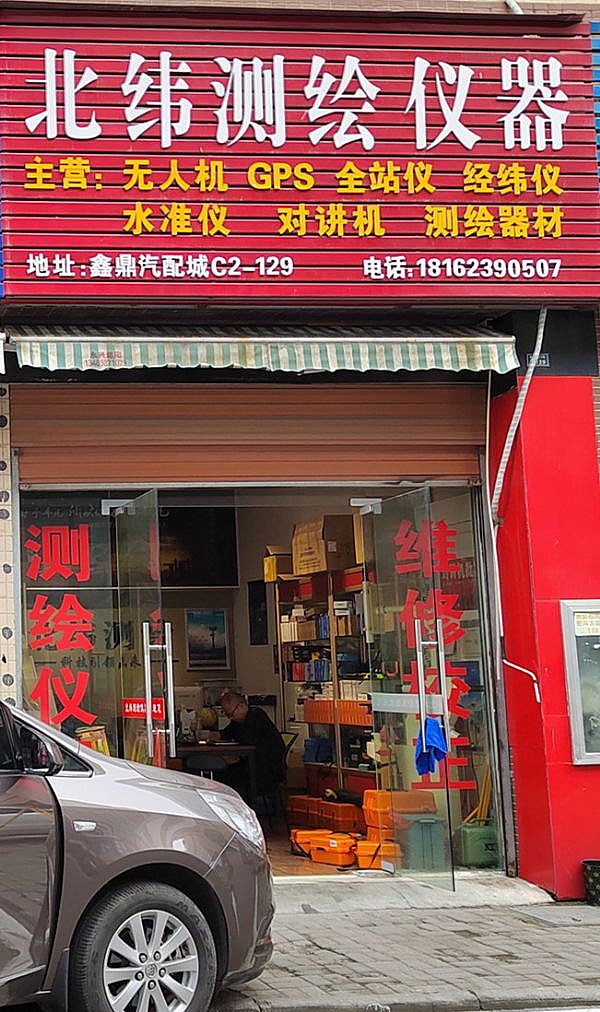 北纬测绘仪器
主营: 无人机 GPS 全站仪 经纬仪
水准仪 对讲机 测绘器材
地址:鑫鼎汽配城C2-129 电话:18162390507
测绘仪
维修校正